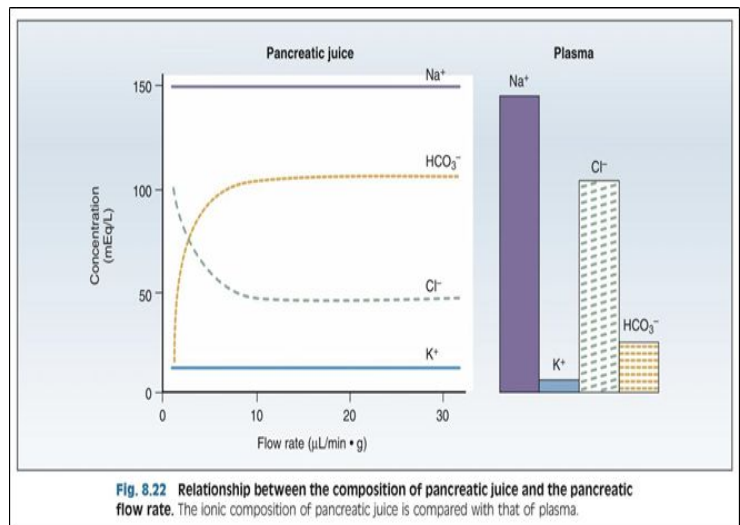 Pancreatic juice
Plasma
Na⁺
150
HCO₃⁻
100
Cl⁻
50
K⁺
0
0
10
20
30
Concentration
(mEq/L)
Flow rate (μL/min • g)
Na⁺
K⁺
Cl⁻
HCO₃⁻
Fig. 8.22 Relationship between the composition of pancreatic juice and the pancreatic
flow rate. The ionic composition of pancreatic juice is compared with that of plasma.